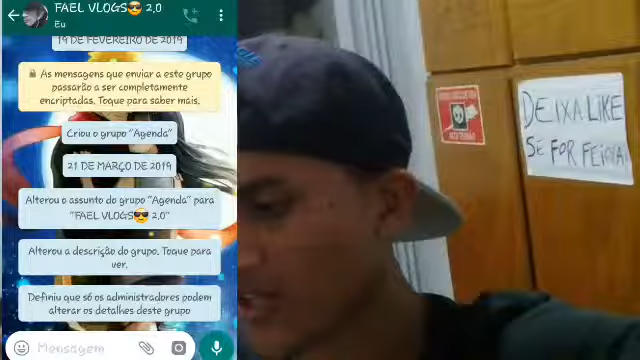 FAEL VLOGS😎 2,0
Eu
19 DE FEVEREIRO DE 2019
As mensagens que enviar a este grupo
passarão a ser completamente
encriptadas. Toque para saber mais.
Criou o grupo "Agenda"
21 DE MARÇO DE 2019
Alterou o assunto do grupo "Agenda" para
"FAEL VLOGS😎 2.0"
Alterou a descrição do grupo. Toque para
ver.
Definiu que só os administradores podem
alterar os detalhes deste grupo
Mensagem
DEIXA LIKE
SE FOR